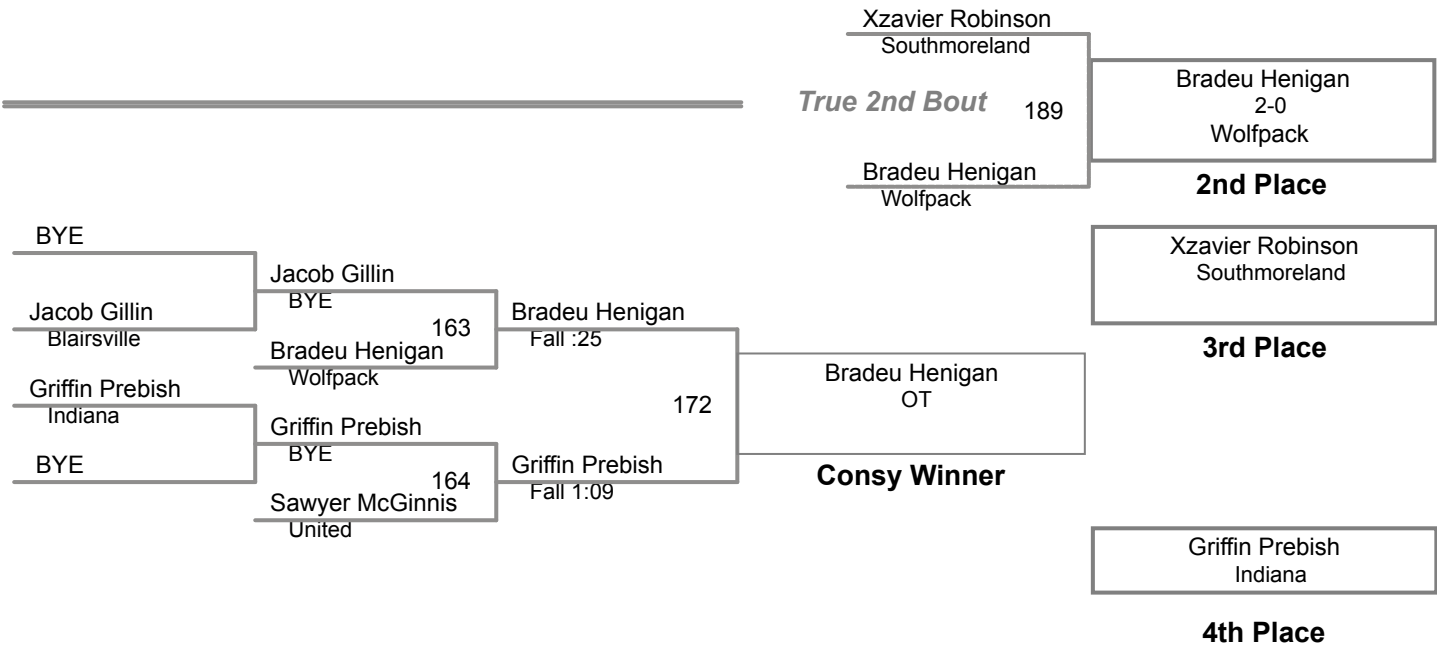 Xzavier Robinson
Southmoreland
True 2nd Bout
189
Bradeu Henigan
2-0
Wolfpack
Bradeu Henigan
Wolfpack
2nd Place
BYE
Jacob Gillin
BYE
Jacob Gillin
Blairsville
163
Bradeu Henigan
Fall :25
Bradeu Henigan
Wolfpack
Xzavier Robinson
Southmoreland
3rd Place
Griffin Prebish
Indiana
172
Bradeu Henigan
OT
Griffin Prebish
BYE
BYE
164
Griffin Prebish
Fall 1:09
Consy Winner
Sawyer McGinnis
United
Griffin Prebish
Indiana
4th Place